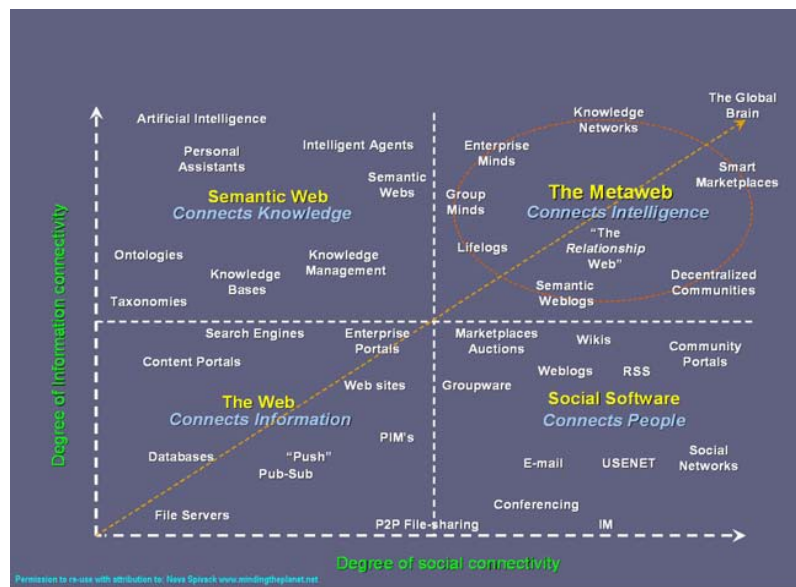 The Global
Brain
Artificial Intelligence
Knowledge
Networks
Personal
Assistants
Intelligent Agents
Enterprise
Minds
Semantic
Webs
Smart
Marketplaces
Semantic Web
Connects Knowledge
Group
Minds
The Metaweb
Connects Intelligence
Lifelogs
"The
Relationship
Web"
Ontologies
Knowledge
Management
Knowledge
Bases
Taxonomies
Semantic
Weblogs
Decentralized
Communities
Degree of Information connectivity
Search Engines
Enterprise
Portals
Content Portals
Web sites
The Web
Connects Information
PIM's
Databases
"Push"
Pub-Sub
File Servers
P2P File-sharing
Marketplaces
Auctions
Wikis
Community
Portals
Weblogs
RSS
Groupware
Social Software
Connects People
E-mail
USENET
Social
Networks
Conferencing
IM
Degree of social connectivity
Permission to re-use with attribution to: Nova Spivack www.mindingtheplanet.net